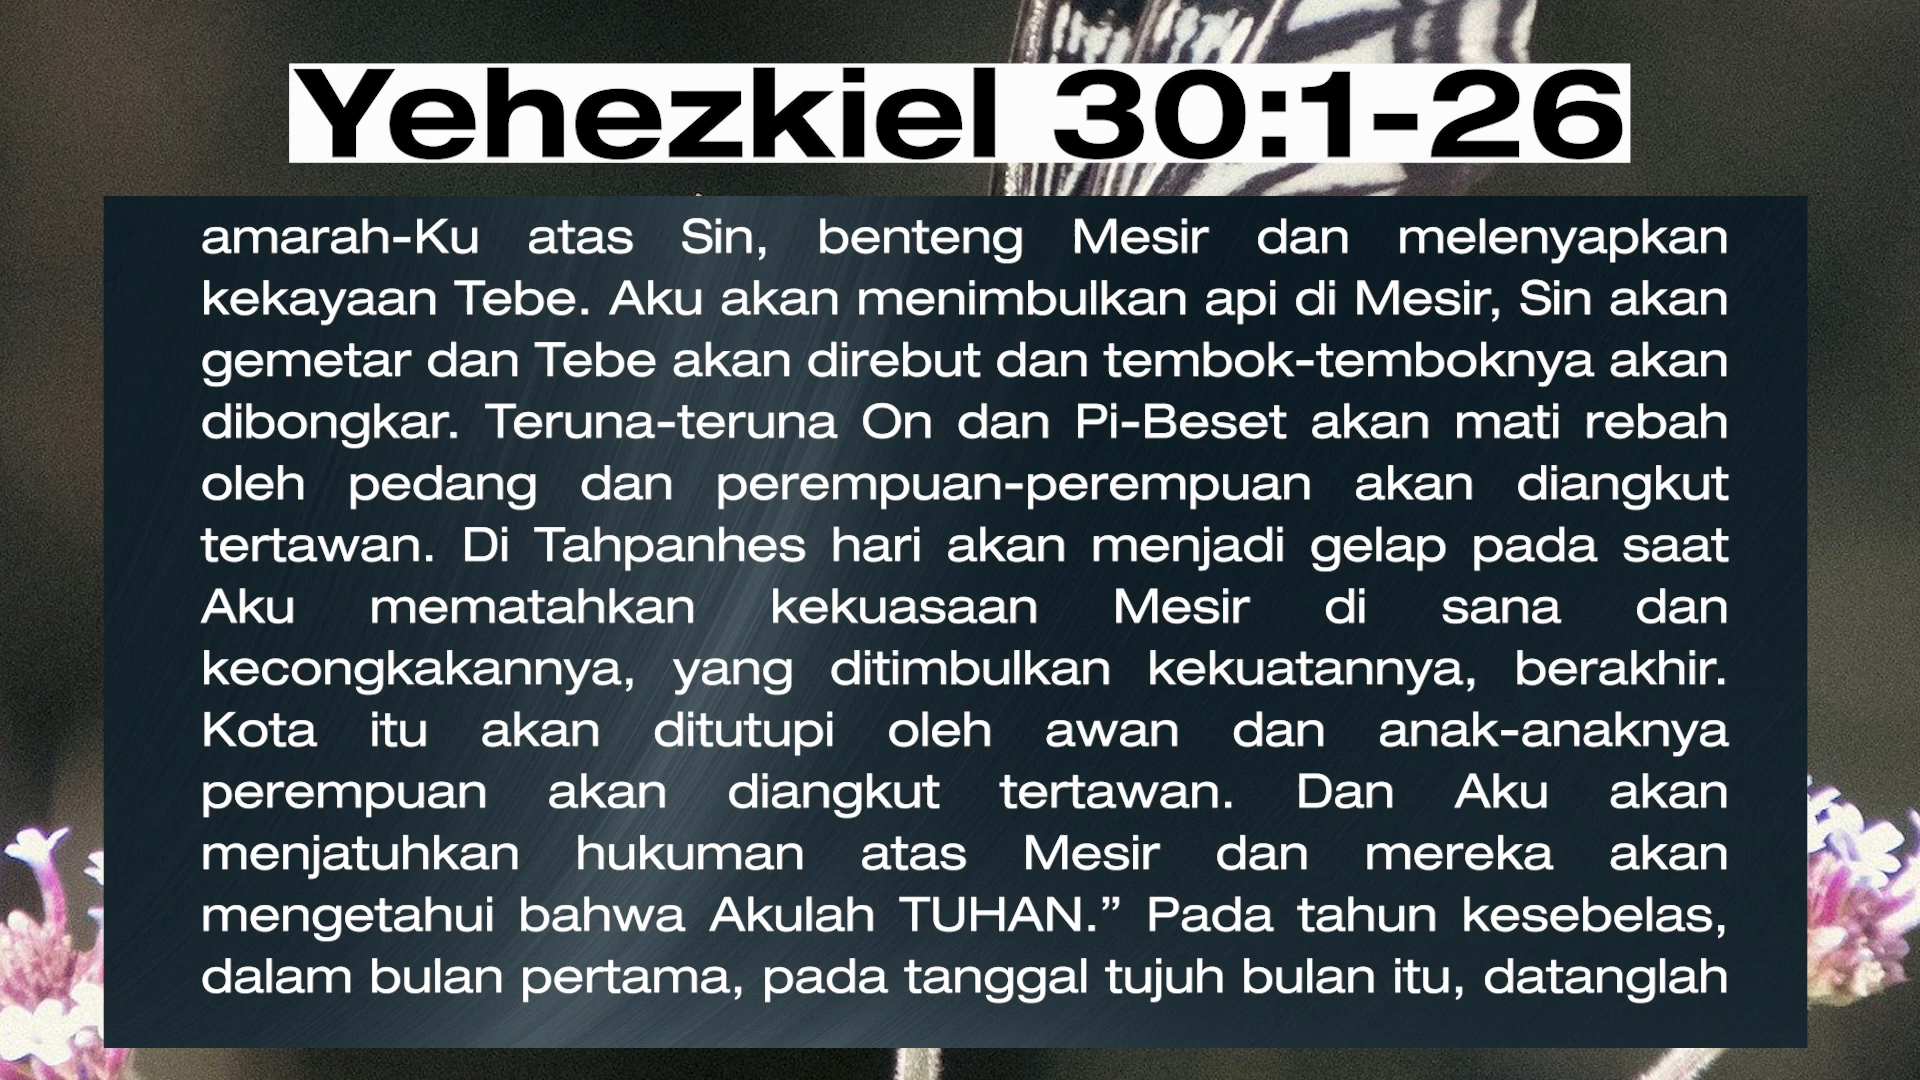 Yehezkiel 30:1-26
amarah-Ku atas Sin, benteng Mesir dan melenyapkan
kekayaan Tebe. Aku akan menimbulkan api di Mesir, Sin akan
gemetar dan Tebe akan direbut dan tembok-temboknya akan
dibongkar. Teruna-teruna On dan Pi-Beset akan mati rebah
oleh pedang dan perempuan-perempuan akan diangkut
tertawan. Di Tahpanhes hari akan menjadi gelap pada saat
Aku mematahkan kekuasaan Mesir di sana dan
kecongkakannya, yang ditimbulkan kekuatannya, berakhir.
Kota itu akan ditutupi oleh awan dan anak-anaknya
perempuan akan diangkut tertawan. Dan Aku akan
menjatuhkan hukuman atas Mesir dan mereka akan
mengetahui bahwa Akulah TUHAN.” Pada tahun kesebelas,
dalam bulan pertama, pada tanggal tujuh bulan itu, datanglah